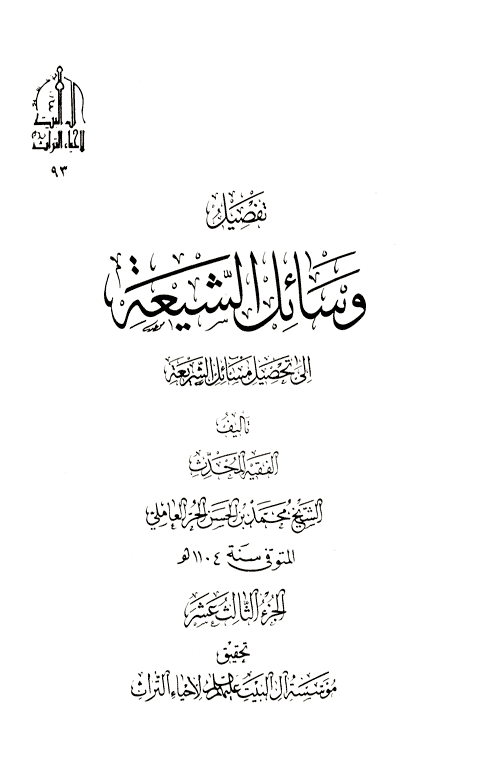 آل البيت
لإحياء التراث
٩٣
تفصيل
وسائل الشيعة
إلى تحصيل مسائل الشريعة
تأليف
الفقيه المحدث
الشيخ محمد بن الحسن الحر العاملي
المتوفى سنة ١١٠٤ هـ
الجزء الثالث عشر
تحقيق
مؤسسة آل البيت عليهم السلام لإحياء التراث